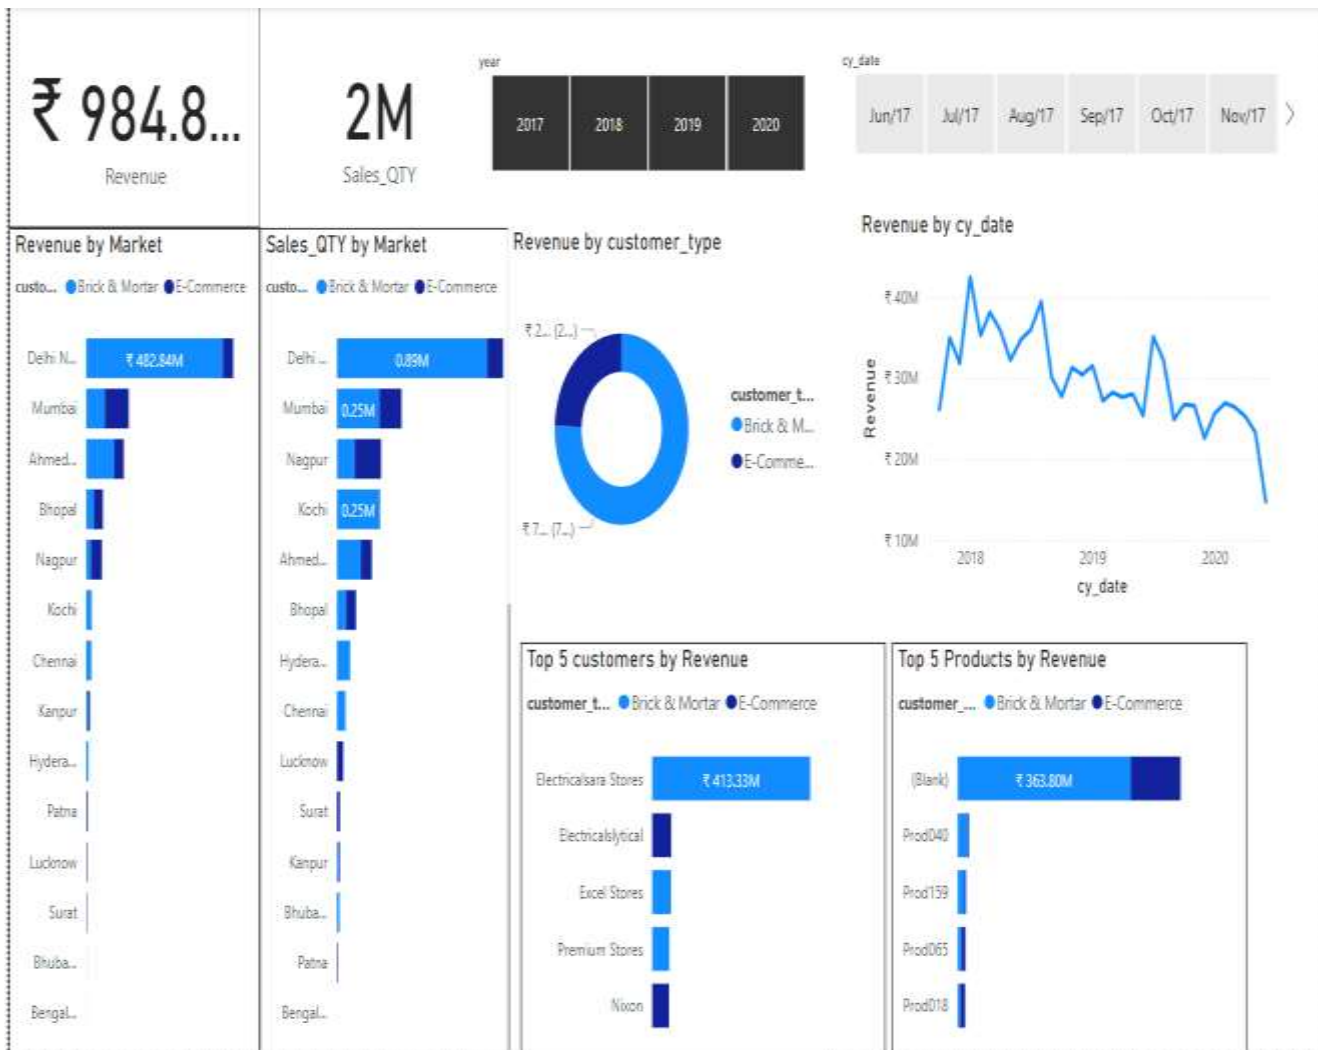 ₹ 984.8...
Revenue
2M
Sales_QTY
year
2017
2018
2019
2020
cy_date
Jun/17
Jul/17
Aug/17
Sep/17
Oct/17
Nov/17
Revenue by Market
custo... Brick & Mortar E-Commerce
Delhi N...
₹ 482.84M
Mumbai
Ahmed...
Bhopal
Nagpur
Kochi
Chennai
Kanpur
Hydera...
Patna
Lucknow
Surat
Bhuba...
Bengal...
Sales_QTY by Market
custo... Brick & Mortar E-Commerce
Delhi ...
0.89M
Mumbai
0.25M
Nagpur
Kochi
0.25M
Ahmed...
Bhopal
Hydera...
Chennai
Lucknow
Surat
Kanpur
Bhuba...
Patna
Bengal...
Revenue by customer_type
₹ 2... (2...)
₹ 7... (7...)
customer_t...
Brick & M...
E-Comme...
Revenue by cy_date
Revenue
₹ 40M
₹ 30M
₹ 20M
₹ 10M
2018
2019
2020
cy_date
Top 5 customers by Revenue
customer_t... Brick & Mortar E-Commerce
Electricalsara Stores
₹ 413.33M
Electricalslytical
Excel Stores
Premium Stores
Nixon
Top 5 Products by Revenue
customer_... Brick & Mortar E-Commerce
(Blank)
₹ 363.80M
Prod040
Prod159
Prod065
Prod018